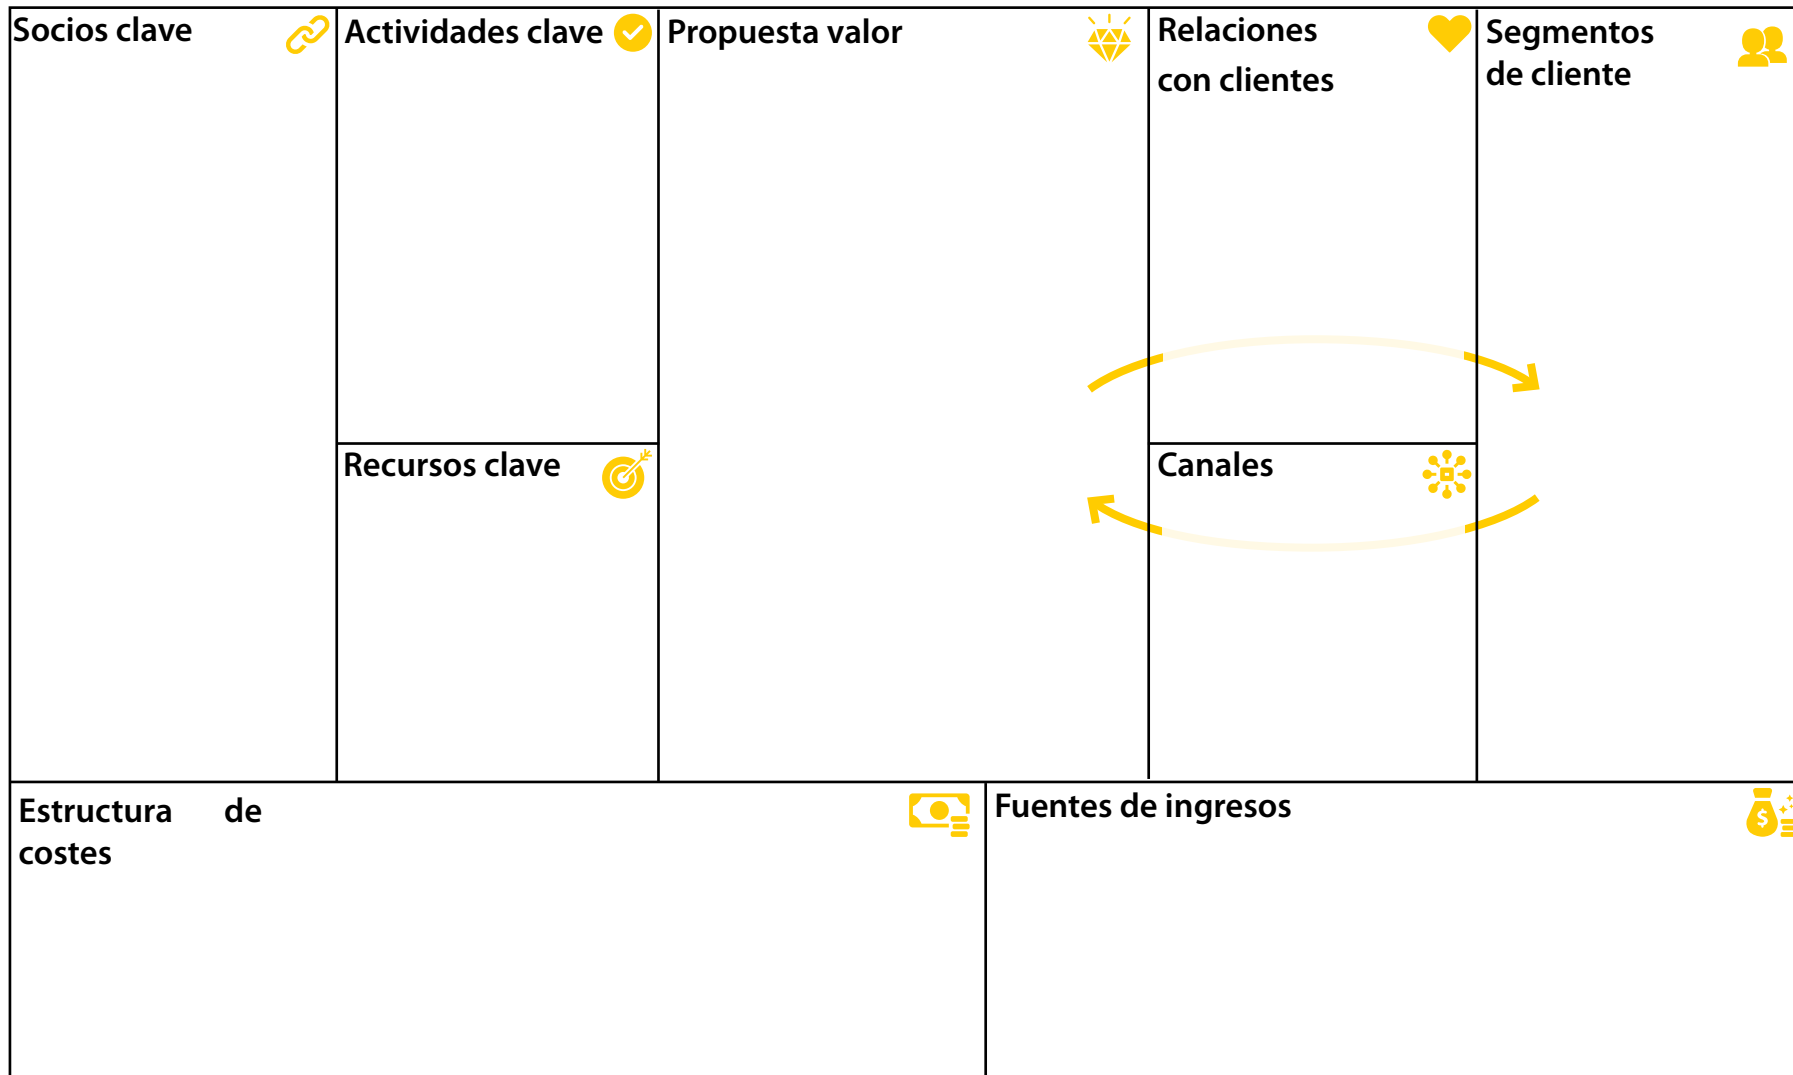 Socios clave
Actividades clave
Propuesta valor
Relaciones
con clientes
Segmentos
de cliente
Recursos clave
Canales
Estructura de
costes
Fuentes de ingresos
$